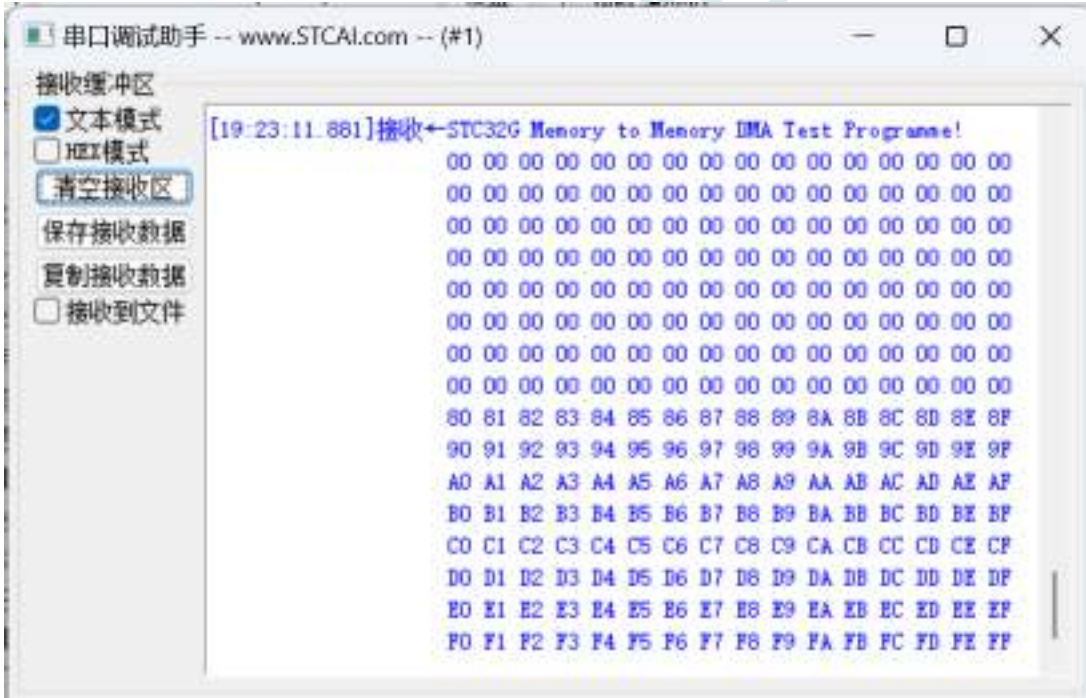 串口调试助手 -- www.STCAI.com -- (#1)
接收缓冲区
文本模式
HEX模式
清空接收区
保存接收数据
复制接收数据
接收到文件
[19:23:11.881]接收←STC32G Memory to Memory DMA Test Programme!
00 00 00 00 00 00 00 00 00 00 00 00 00 00 00 00
00 00 00 00 00 00 00 00 00 00 00 00 00 00 00 00
00 00 00 00 00 00 00 00 00 00 00 00 00 00 00 00
00 00 00 00 00 00 00 00 00 00 00 00 00 00 00 00
00 00 00 00 00 00 00 00 00 00 00 00 00 00 00 00
00 00 00 00 00 00 00 00 00 00 00 00 00 00 00 00
00 00 00 00 00 00 00 00 00 00 00 00 00 00 00 00
00 00 00 00 00 00 00 00 00 00 00 00 00 00 00 00
80 81 82 83 84 85 86 87 88 89 8A 8B 8C 8D 8E 8F
90 91 92 93 94 95 96 97 98 99 9A 9B 9C 9D 9E 9F
A0 A1 A2 A3 A4 A5 A6 A7 A8 A9 AA AB AC AD AE AF
B0 B1 B2 B3 B4 B5 B6 B7 B8 B9 BA BB BC BD BE BF
C0 C1 C2 C3 C4 C5 C6 C7 C8 C9 CA CB CC CD CE CF
D0 D1 D2 D3 D4 D5 D6 D7 D8 D9 DA DB DC DD DE DF
E0 E1 E2 E3 E4 E5 E6 E7 E8 E9 EA EB EC ED EE EF
F0 F1 F2 F3 F4 F5 F6 F7 F8 F9 FA FB FC FD FE FF